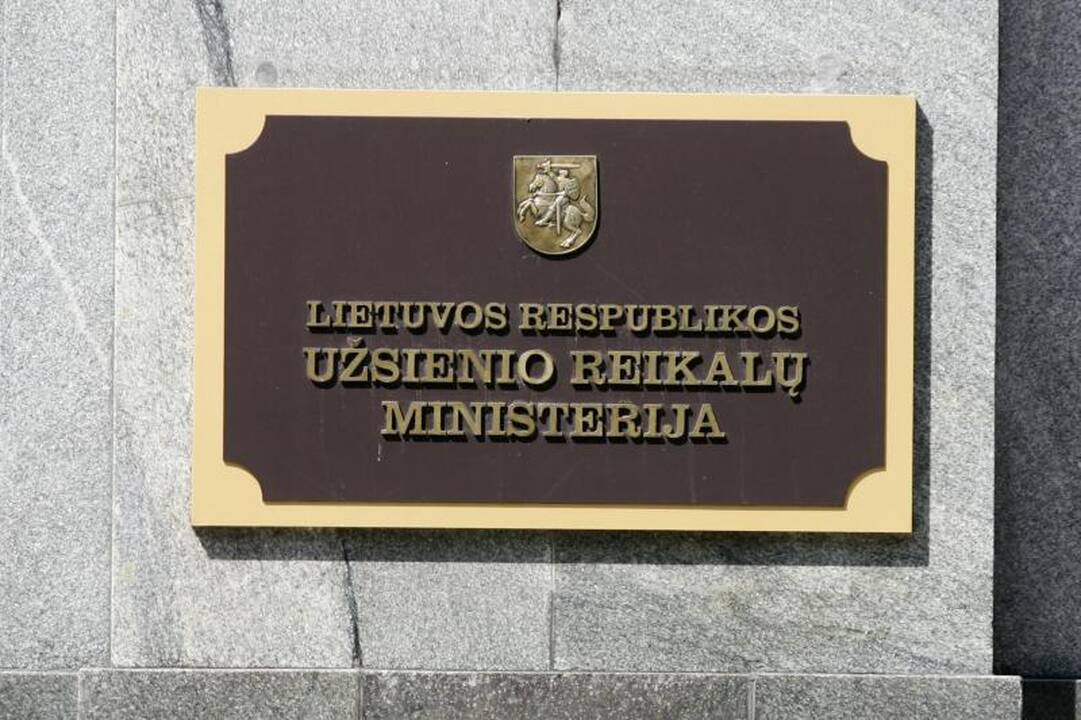 LIETUVOS RESPUBLIKOS
UŽSIENIO REIKALŲ
MINISTERIJA